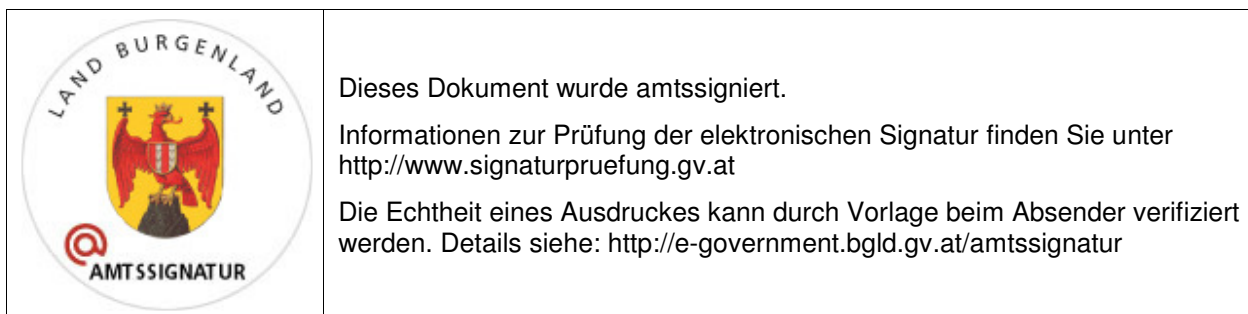 LAND BURGENLAND
@
AMTSSIGNATUR
Dieses Dokument wurde amtssigniert.
Informationen zur Prüfung der elektronischen Signatur finden Sie unter
http://www.signaturpruefung.gv.at
Die Echtheit eines Ausdruckes kann durch Vorlage beim Absender verifiziert
werden. Details siehe: http://e-government.bgld.gv.at/amtssignatur